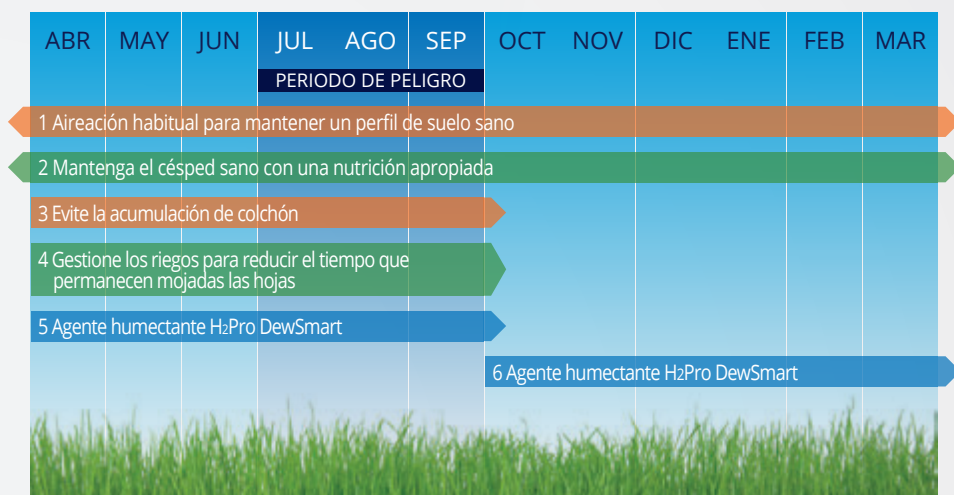 ABR MAY JUN JUL AGO SEP OCT NOV DIC ENE FEB MAR
PERIODO DE PELIGRO
1 Aireación habitual para mantener un perfil de suelo sano
2 Mantenga el césped sano con una nutrición apropiada
3 Evite la acumulación de colchón
4 Gestione los riegos para reducir el tiempo que
permanecen mojadas las hojas
5 Agente humectante H2Pro DewSmart
6 Agente humectante H2Pro DewSmart